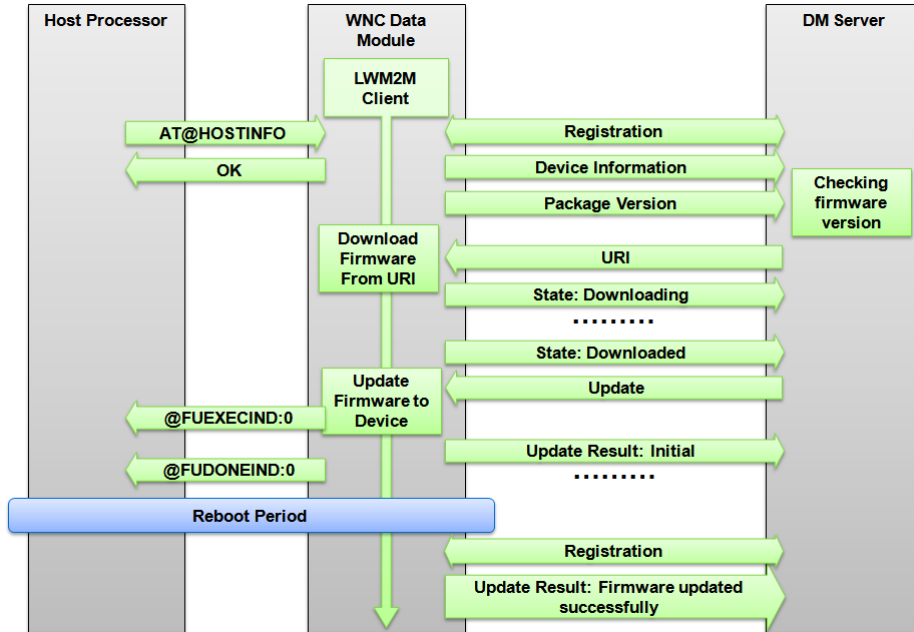 Host Processor
WNC Data
Module
DM Server
LWM2M
Client
AT@HOSTINFO
Registration
OK
Device Information
Package Version
Checking
firmware
version
Download
Firmware
From URI
URI
State: Downloading
.........
State: Downloaded
Update
Firmware to
Device
Update
@FUEXECIND:0
Update Result: Initial
@FUDONEIND:0
.........
Reboot Period
Registration
Update Result: Firmware updated
successfully